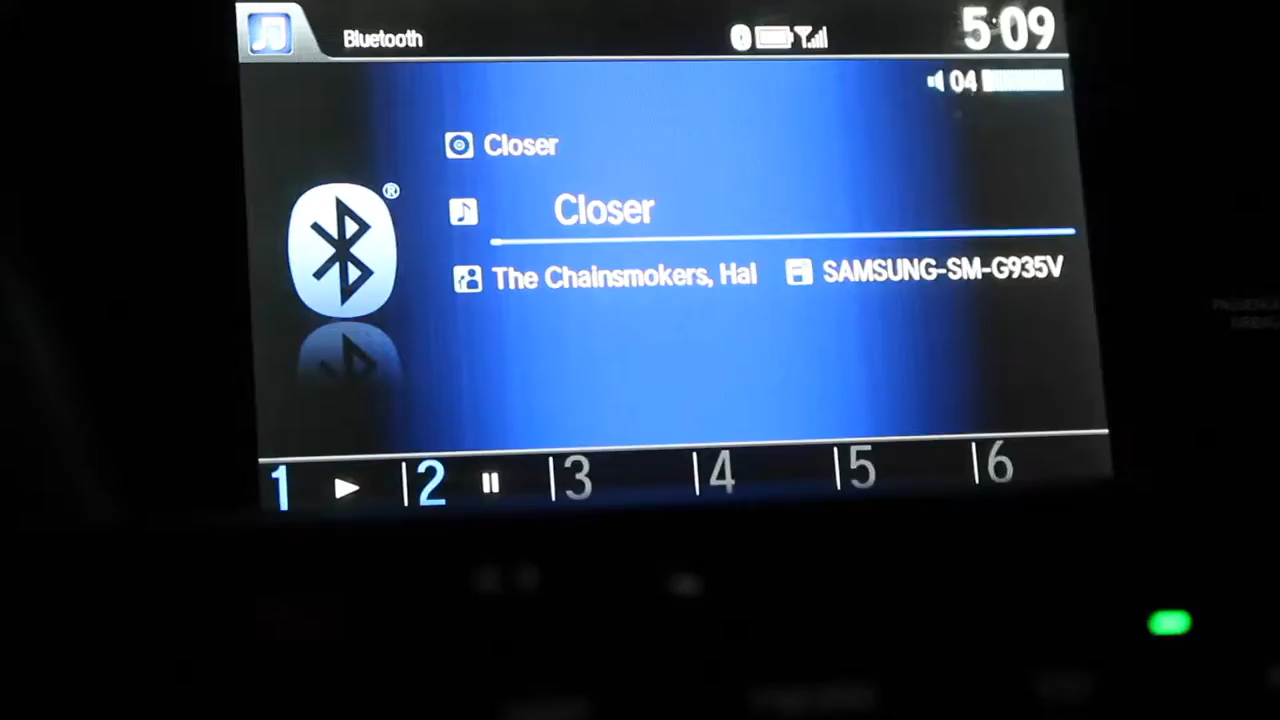 Bluetooth
5:09
04
Closer
®
Closer
The Chainsmokers, Hal
SAMSUNG-SM-G935V
1 2 3 4 5 6